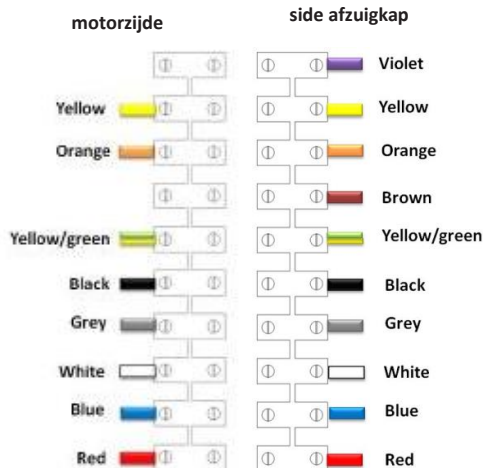 motorzijde side afzuigkap
Violet
Yellow Yellow
Orange Orange
Brown
Yellow/green Yellow/green
Black Black
Grey Grey
White White
Blue Blue
Red Red